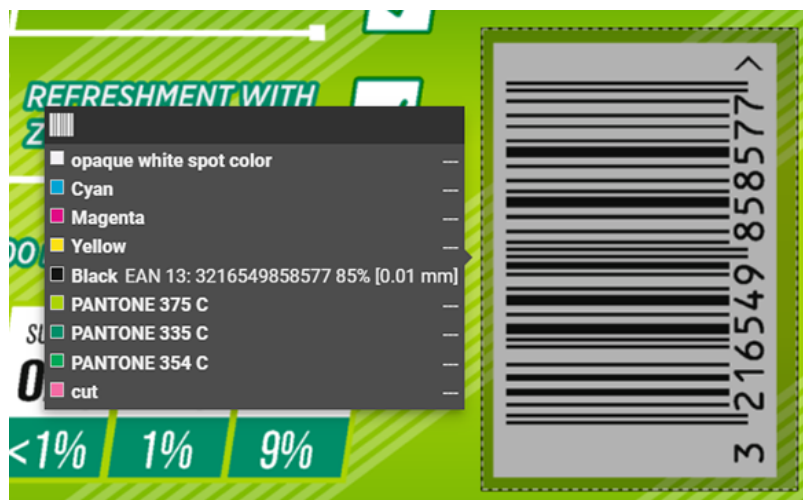 REFRESHMENT WITH
Z
opaque white spot color —
Cyan —
Magenta —
Yellow —
Black EAN 13: 3216549858577 85% [0.01 mm]
PANTONE 375 C —
PANTONE 335 C —
PANTONE 354 C —
cut —
<1% 1% 9%
3 216549 858577 >